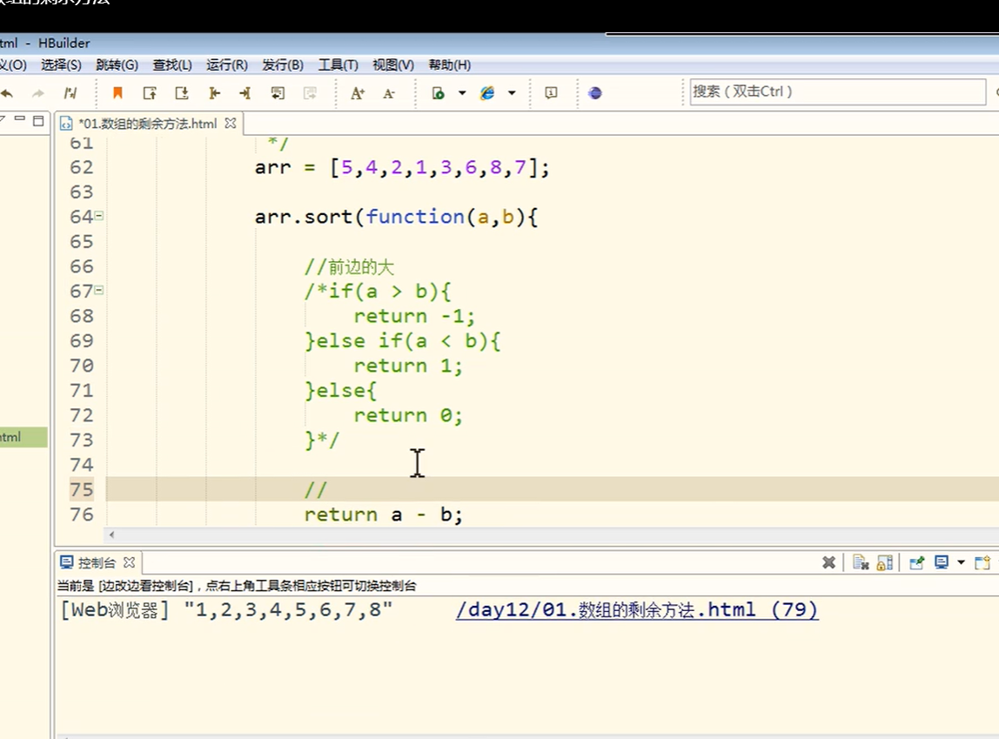 数组的剩余方法
tml - HBuilder
义(O) 选择(S) 跳转(G) 查找(L) 运行(R) 发行(B) 工具(T) 视图(V) 帮助(H)
搜索（双击Ctrl）
*01.数组的剩余方法.html
61 */
62 arr = [5,4,2,1,3,6,8,7];
63
64 arr.sort(function(a,b){
65
66 //前边的大
67 /*if(a > b){
68 return -1;
69 }else if(a < b){
70 return 1;
71 }else{
72 return 0;
73 }*/
74
75 //
76 return a - b;
html
控制台
当前是 [边改边看控制台]，点右上角工具条相应按钮可切换控制台
[Web浏览器] "1,2,3,4,5,6,7,8" /day12/01.数组的剩余方法.html (79)